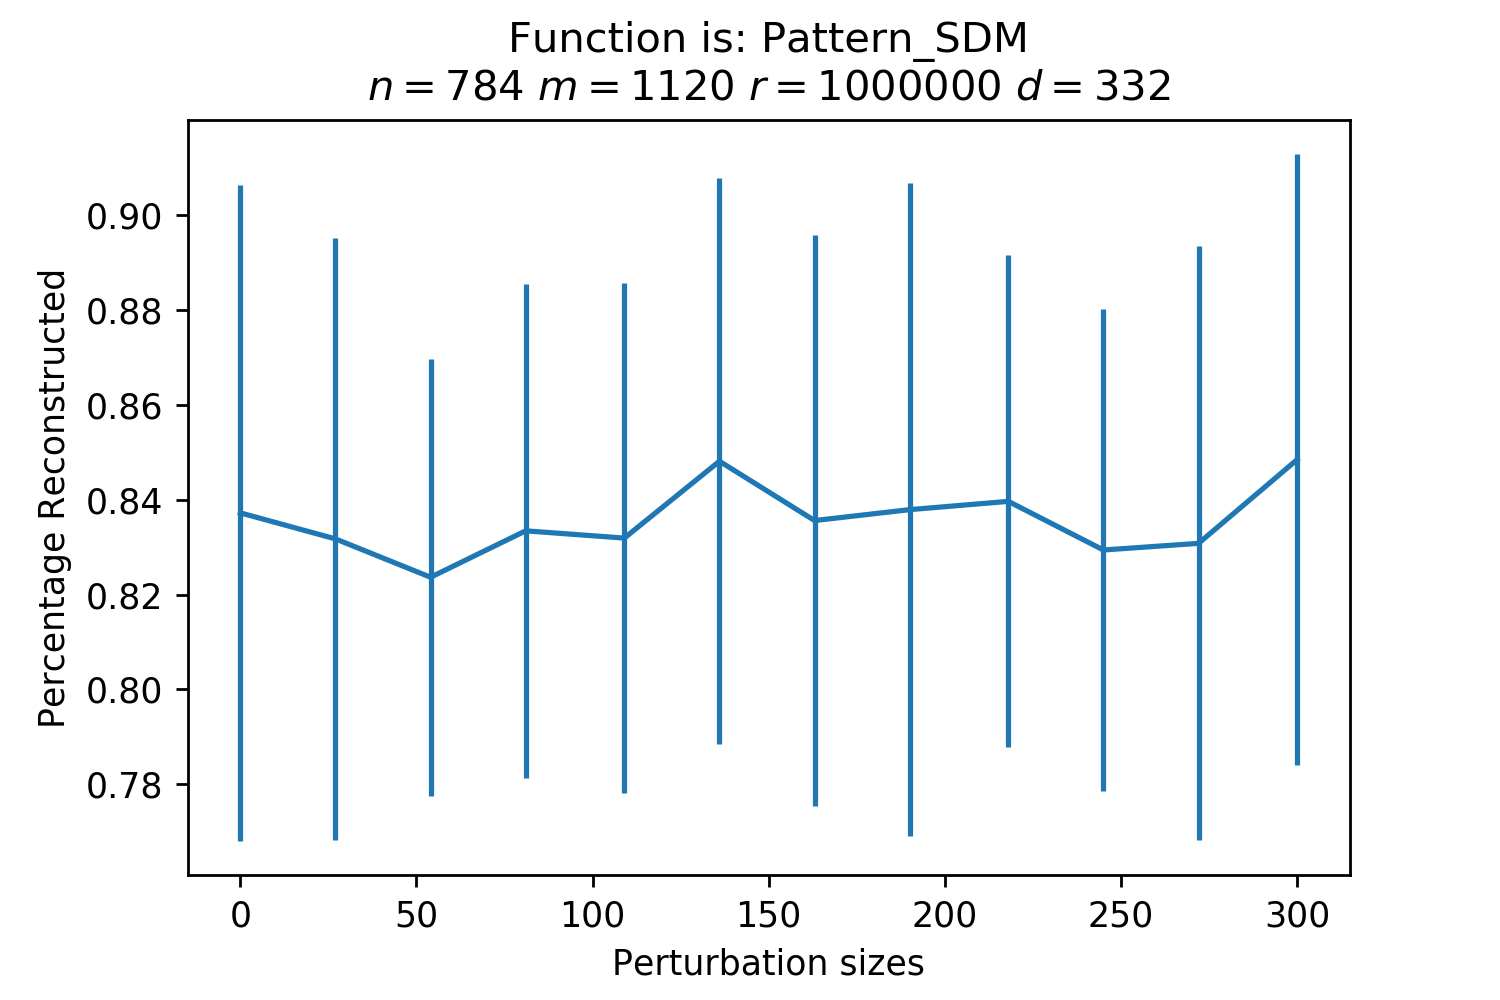 Function is: Pattern_SDM
n = 784 m = 1120 r = 1000000 d = 332
0.90
0.88
0.86
0.84
0.82
0.80
0.78
Percentage Reconstructed
0 50 100 150 200 250 300
Perturbation sizes